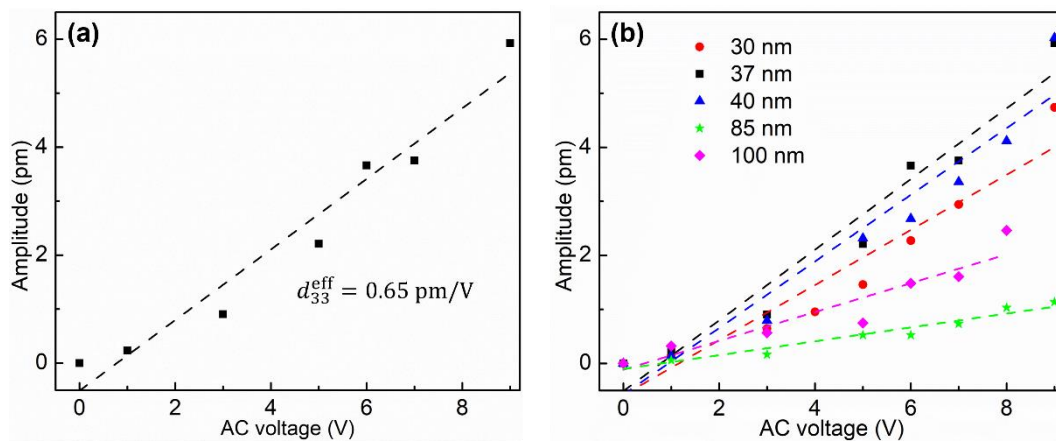 (a)
6
4
2
0
Amplitude (pm)
d₃₃ᵉᶠᶠ = 0.65 pm/V
0 2 4 6 8
AC voltage (V)
(b)
30 nm
37 nm
40 nm
85 nm
100 nm
6
4
2
0
Amplitude (pm)
0 2 4 6 8
AC voltage (V)